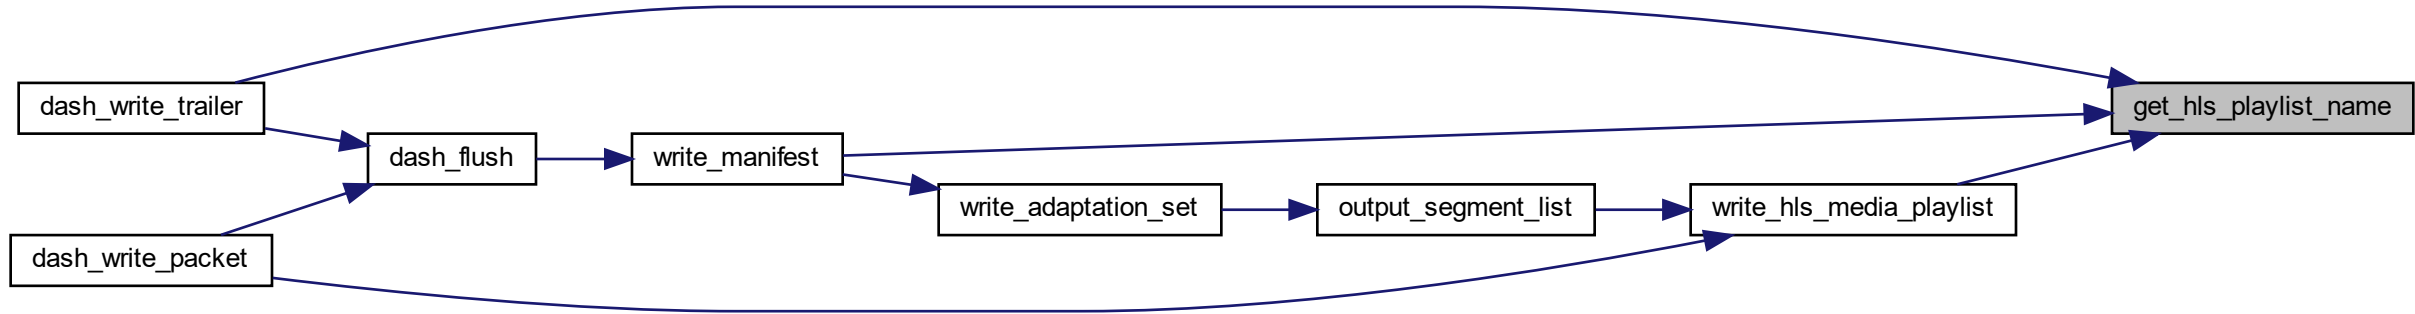 dash_write_trailer
get_hls_playlist_name
dash_flush
write_manifest
write_adaptation_set
output_segment_list
write_hls_media_playlist
dash_write_packet